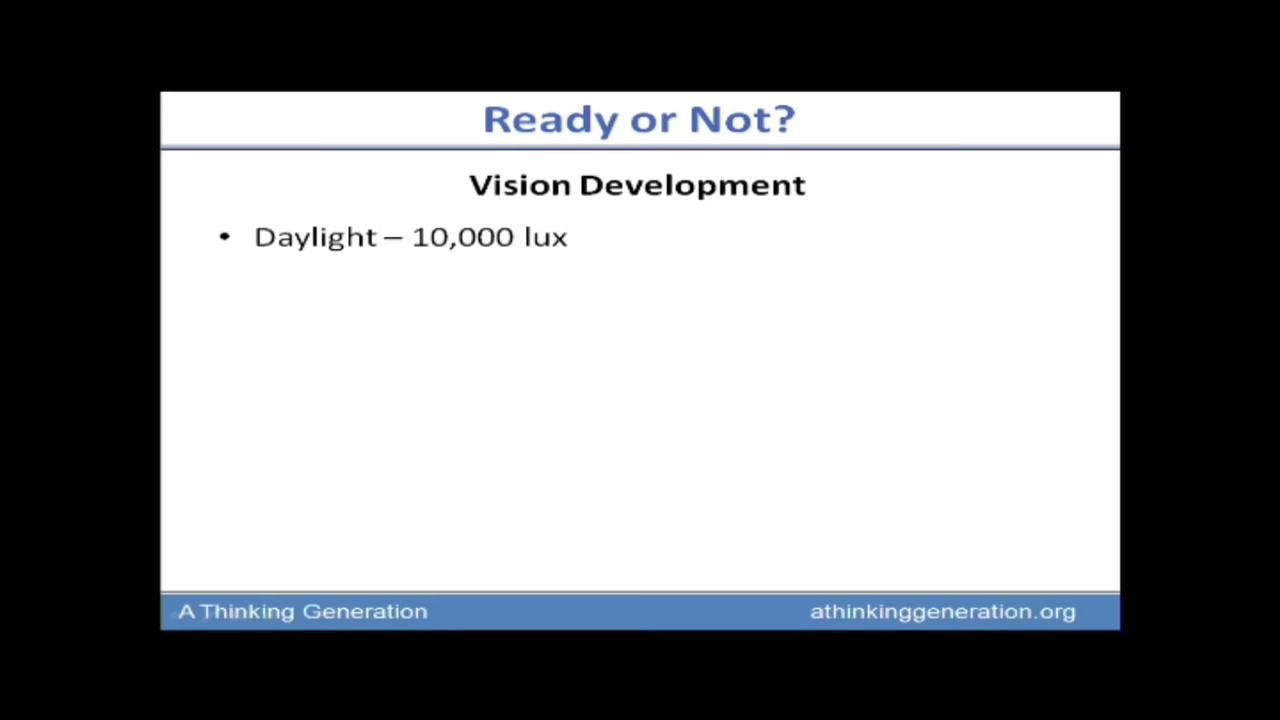 Ready or Not?
Vision Development
• Daylight – 10,000 lux
A Thinking Generation
athinkinggeneration.org